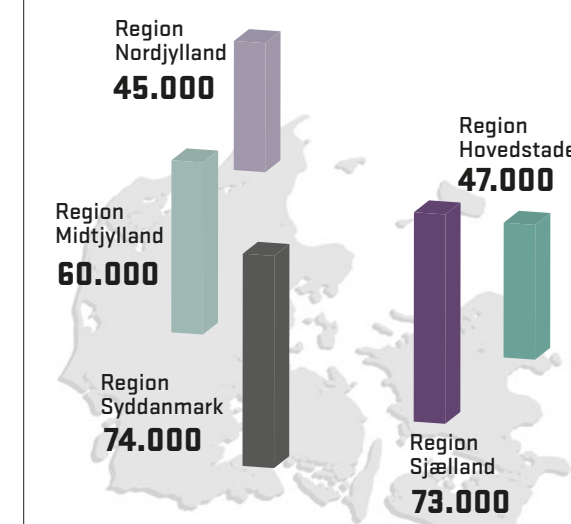 Region
Nordjylland
45.000
Region
Hovedstade
47.000
Region
Midtjylland
60.000
Region
Syddanmark
74.000
Region
Sjælland
73.000